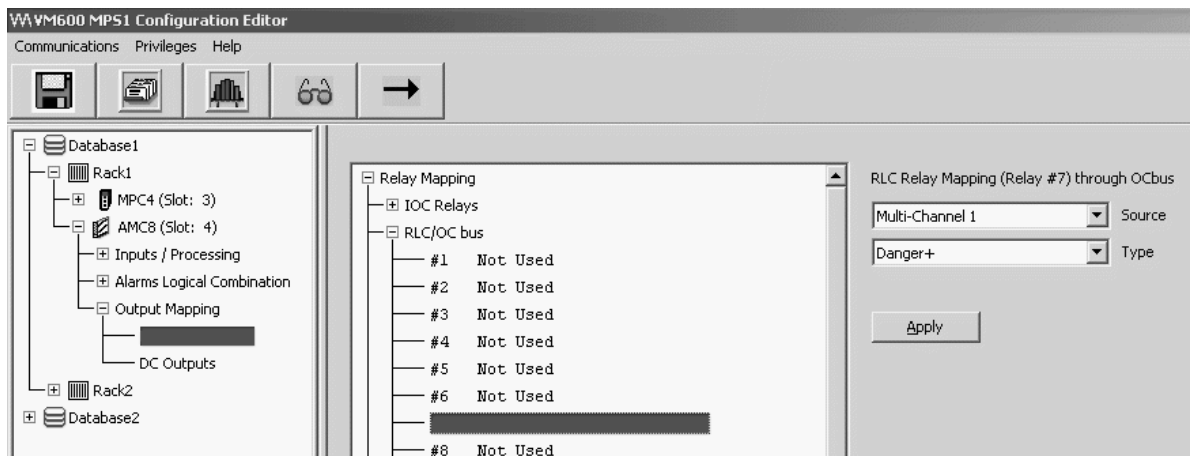 VM600 MPS1 Configuration Editor
Communications Privileges Help
Database1
Rack1
MPC4 (Slot: 3)
AMC8 (Slot: 4)
Inputs / Processing
Alarms Logical Combination
Output Mapping
DC Outputs
Rack2
Database2
Relay Mapping
IOC Relays
RLC/OC bus
#1 Not Used
#2 Not Used
#3 Not Used
#4 Not Used
#5 Not Used
#6 Not Used
#8 Not Used
RLC Relay Mapping (Relay #7) through OCbus
Multi-Channel 1 Source
Danger+ Type
Apply